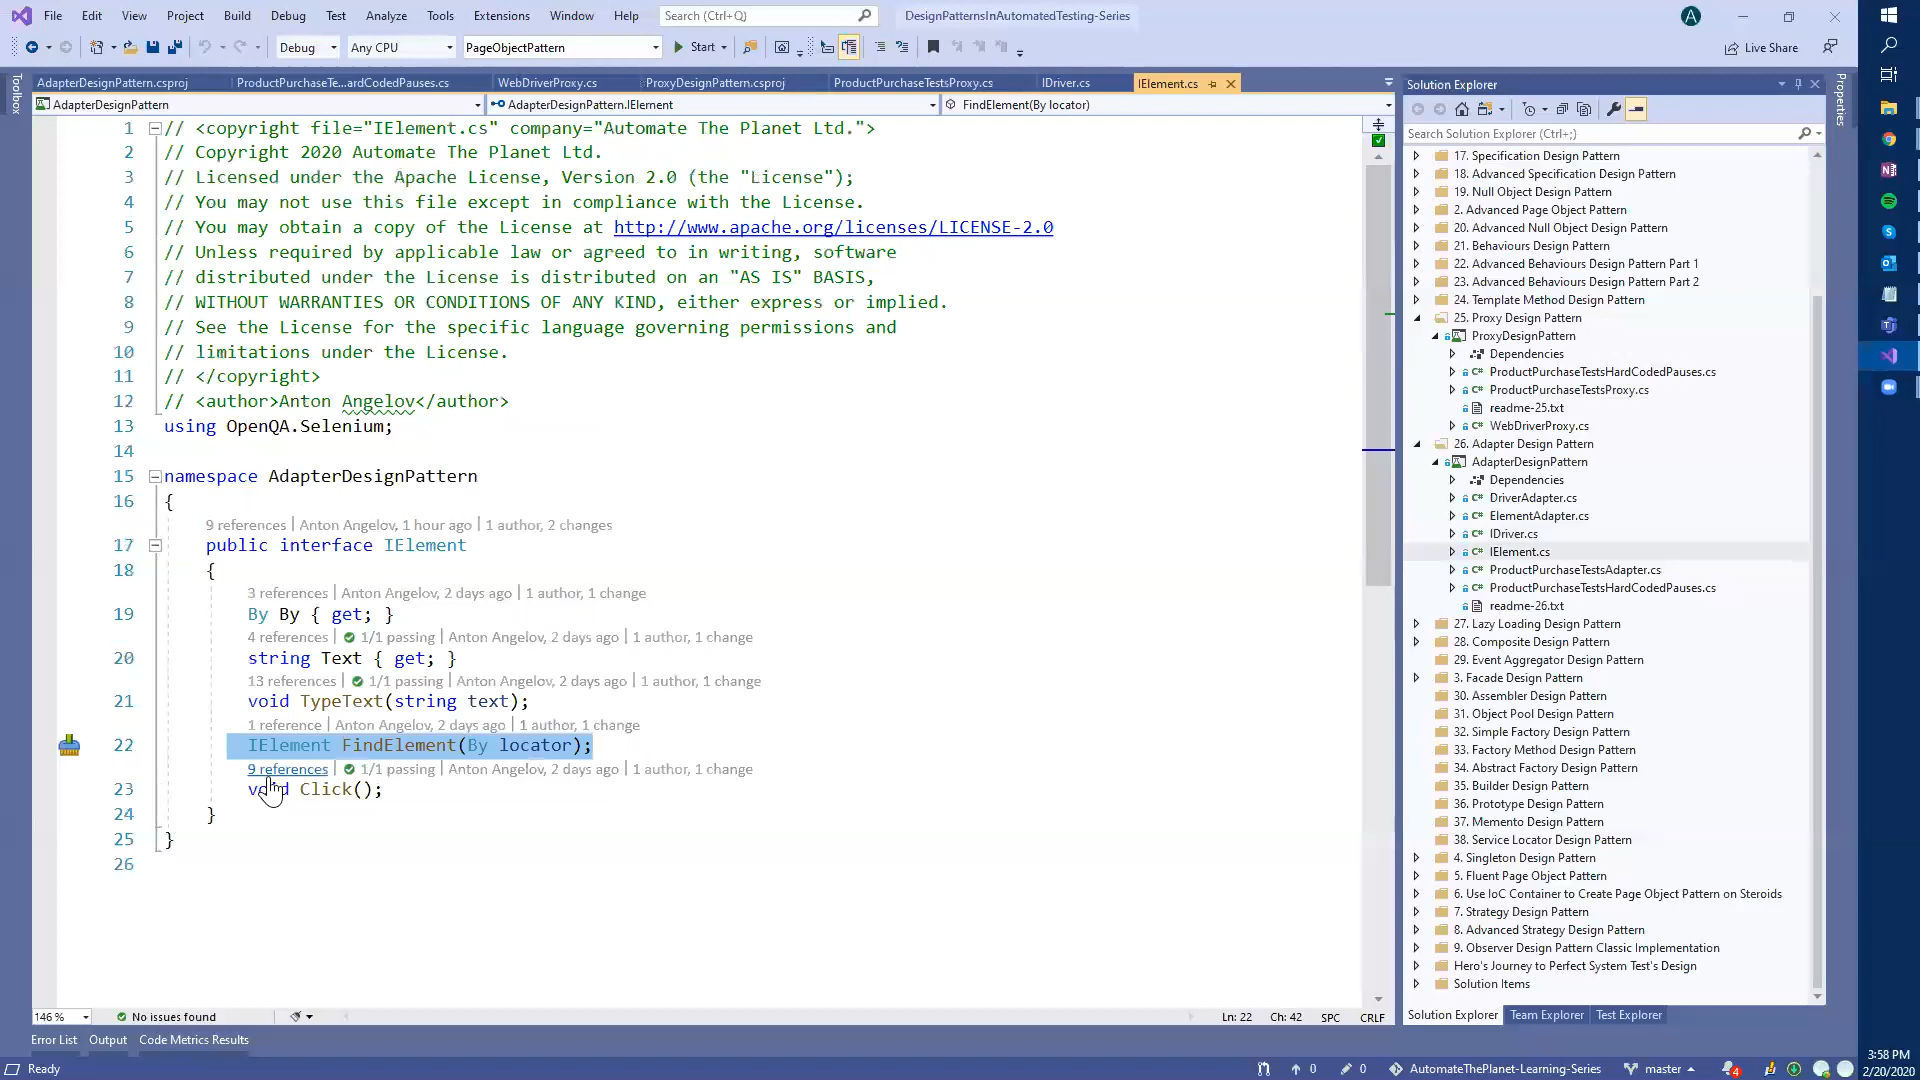 File Edit View Project Build Debug Test Analyze Tools Extensions Window Help Search (Ctrl+Q) DesignPatternsInAutomatedTesting-Series A
Debug Any CPU PageObjectPattern Start Live Share
Toolbox AdapterDesignPattern.csproj ProductPurchaseTe...ardCodedPauses.cs WebDriverProxy.cs ProxyDesignPattern.csproj ProductPurchaseTestsProxy.cs IDriver.cs IElement.cs
AdapterDesignPattern AdapterDesignPattern.IElement FindElement(By locator)
1 // <copyright file="IElement.cs" company="Automate The Planet Ltd.">
2 // Copyright 2020 Automate The Planet Ltd.
3 // Licensed under the Apache License, Version 2.0 (the "License");
4 // You may not use this file except in compliance with the License.
5 // You may obtain a copy of the License at http://www.apache.org/licenses/LICENSE-2.0
6 // Unless required by applicable law or agreed to in writing, software
7 // distributed under the License is distributed on an "AS IS" BASIS,
8 // WITHOUT WARRANTIES OR CONDITIONS OF ANY KIND, either express or implied.
9 // See the License for the specific language governing permissions and
10 // limitations under the License.
11 // </copyright>
12 // <author>Anton Angelov</author>
13 using OpenQA.Selenium;
14
15 namespace AdapterDesignPattern
16 {
9 references | Anton Angelov, 1 hour ago | 1 author, 2 changes
17 public interface IElement
18 {
3 references | Anton Angelov, 2 days ago | 1 author, 1 change
19 By By { get; }
4 references | 1/1 passing | Anton Angelov, 2 days ago | 1 author, 1 change
20 string Text { get; }
13 references | 1/1 passing | Anton Angelov, 2 days ago | 1 author, 1 change
21 void TypeText(string text);
1 reference | Anton Angelov, 2 days ago | 1 author, 1 change
22 IElement FindElement(By locator);
9 references | 1/1 passing | Anton Angelov, 2 days ago | 1 author, 1 change
23 void Click();
24 }
25 }
26
146 % No issues found Ln: 22 Ch: 42 SPC CRLF
Error List Output Code Metrics Results
Solution Explorer
Properties
Search Solution Explorer (Ctrl+;)
17. Specification Design Pattern
18. Advanced Specification Design Pattern
19. Null Object Design Pattern
2. Advanced Page Object Pattern
20. Advanced Null Object Design Pattern
21. Behaviours Design Pattern
22. Advanced Behaviours Design Pattern Part 1
23. Advanced Behaviours Design Pattern Part 2
24. Template Method Design Pattern
25. Proxy Design Pattern
ProxyDesignPattern
Dependencies
C# ProductPurchaseTestsHardCodedPauses.cs
C# ProductPurchaseTestsProxy.cs
readme-25.txt
C# WebDriverProxy.cs
26. Adapter Design Pattern
AdapterDesignPattern
Dependencies
C# DriverAdapter.cs
C# ElementAdapter.cs
C# IDriver.cs
C# IElement.cs
C# ProductPurchaseTestsAdapter.cs
C# ProductPurchaseTestsHardCodedPauses.cs
readme-26.txt
27. Lazy Loading Design Pattern
28. Composite Design Pattern
29. Event Aggregator Design Pattern
3. Facade Design Pattern
30. Assembler Design Pattern
31. Object Pool Design Pattern
32. Simple Factory Design Pattern
33. Factory Method Design Pattern
34. Abstract Factory Design Pattern
35. Builder Design Pattern
36. Prototype Design Pattern
37. Memento Design Pattern
38. Service Locator Design Pattern
4. Singleton Design Pattern
5. Fluent Page Object Pattern
6. Use IoC Container to Create Page Object Pattern on Steroids
7. Strategy Design Pattern
8. Advanced Strategy Design Pattern
9. Observer Design Pattern Classic Implementation
Hero's Journey to Perfect System Test's Design
Solution Items
Solution Explorer Team Explorer Test Explorer
Ready 0 0 AutomateThePlanet-Learning-Series master 4
3:58 PM
2/20/2020